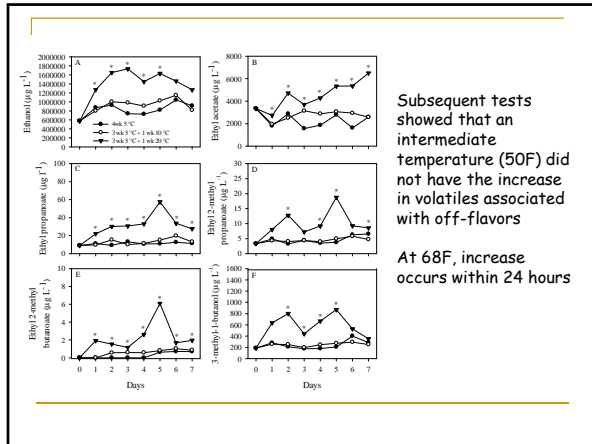 A
Ethanol (µg L⁻¹)
2000000
1800000
1600000
1400000
1200000
1000000
800000
600000
400000
200000
0
4wk 5 °C
3 wk 5 °C + 1 wk 10 °C
3 wk 5 °C + 1 wk 20 °C
B
Ethyl acetate (µg L⁻¹)
8000
6000
4000
2000
0
C
Ethyl propanoate (µg l⁻¹)
100
80
60
40
20
0
D
Ethyl 2-methyl
propanoate (µg L⁻¹)
35
30
25
20
15
10
5
0
E
Ethyl 2-methyl
butanoate (µg L⁻¹)
10
8
6
4
2
0
0 1 2 3 4 5 6 7
Days
F
3-methyl-1-butanol (µg L⁻¹)
1600
1400
1200
1000
800
600
400
200
0
0 1 2 3 4 5 6 7
Days
Subsequent tests
showed that an
intermediate
temperature (50F) did
not have the increase
in volatiles associated
with off-flavors
At 68F, increase
occurs within 24 hours